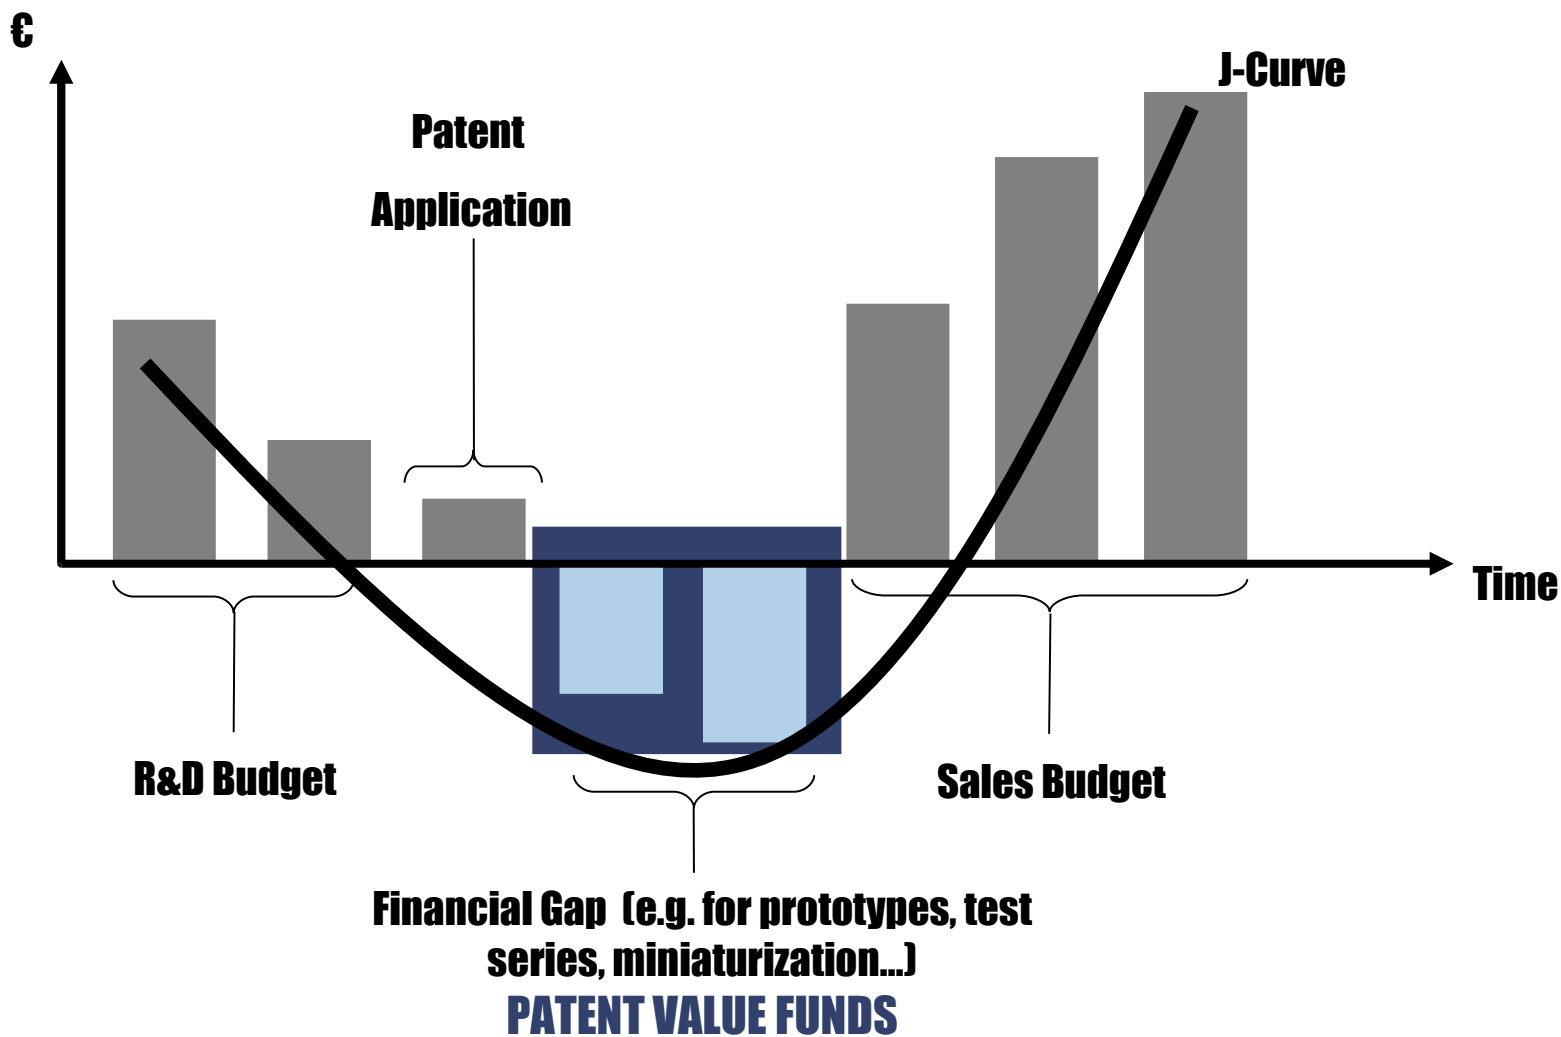 €
J-Curve
Patent
Application
Time
R&D Budget
Sales Budget
Financial Gap  (e.g. for prototypes, test
series, miniaturization...)
PATENT VALUE FUNDS